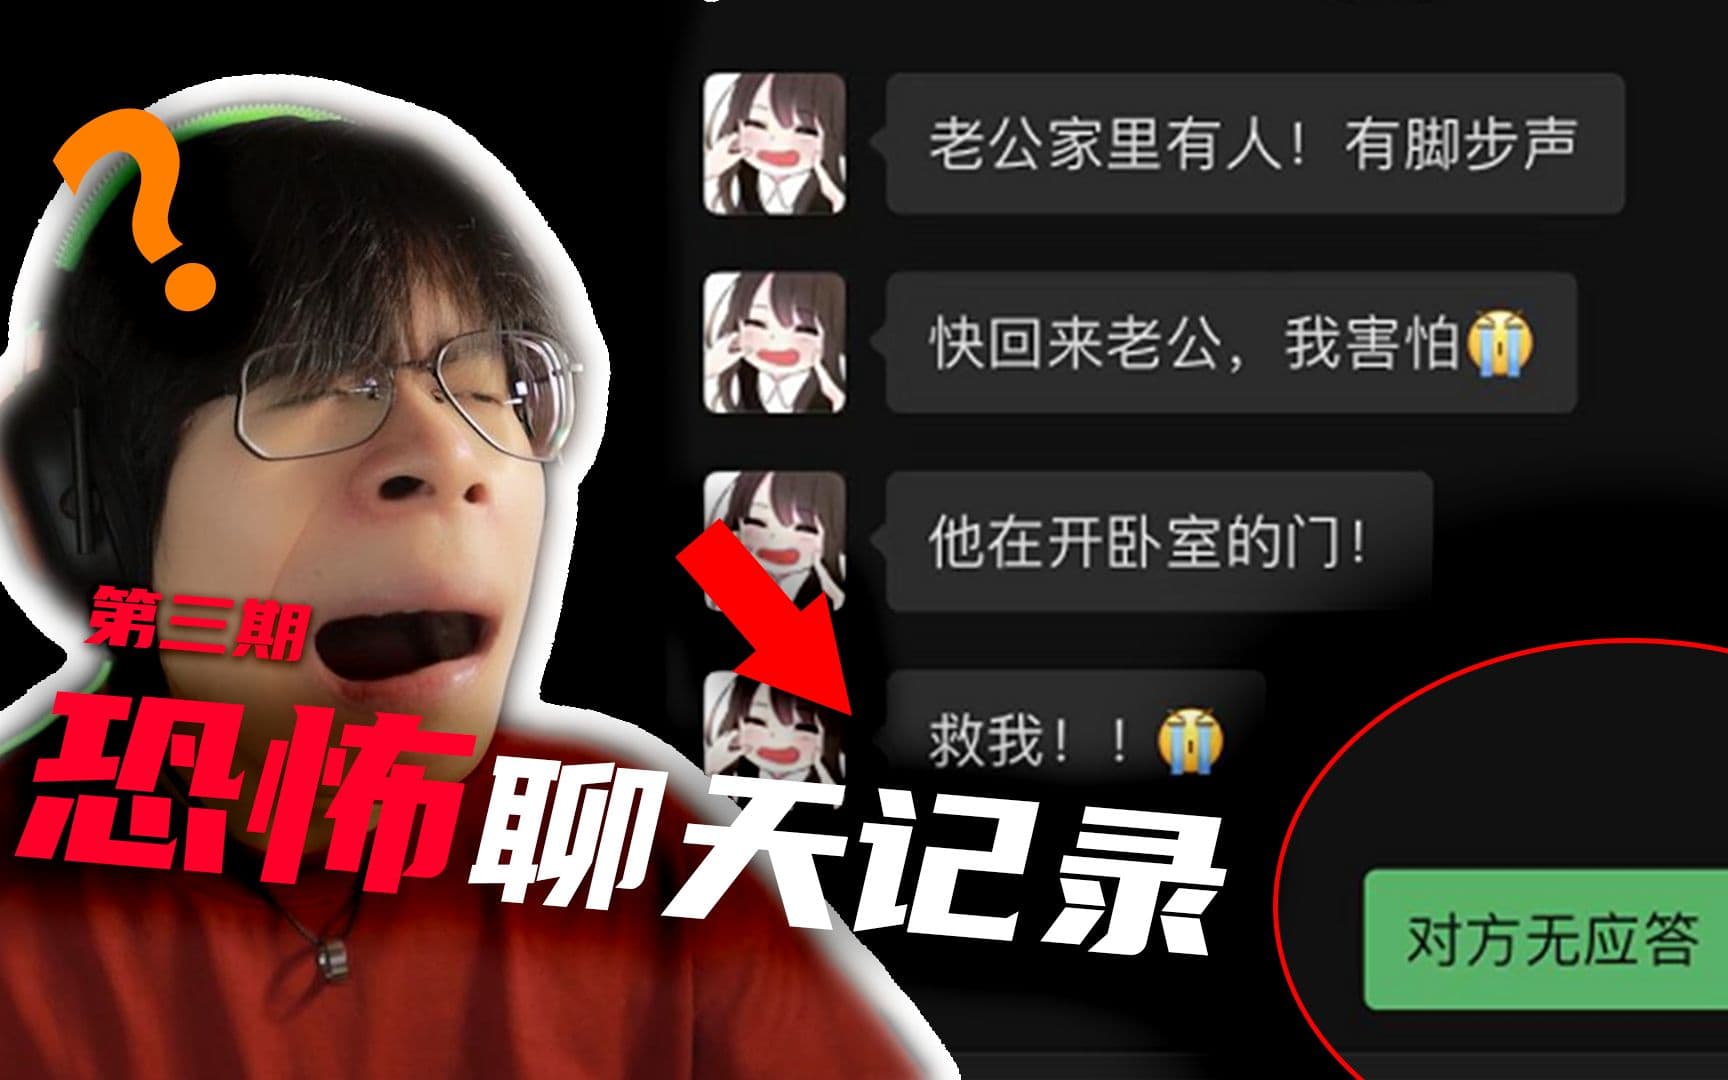 老公家里有人！有脚步声
快回来老公，我害怕😭
他在开卧室的门！
救我！！😭
?
第三期
恐怖聊天记录
对方无应答